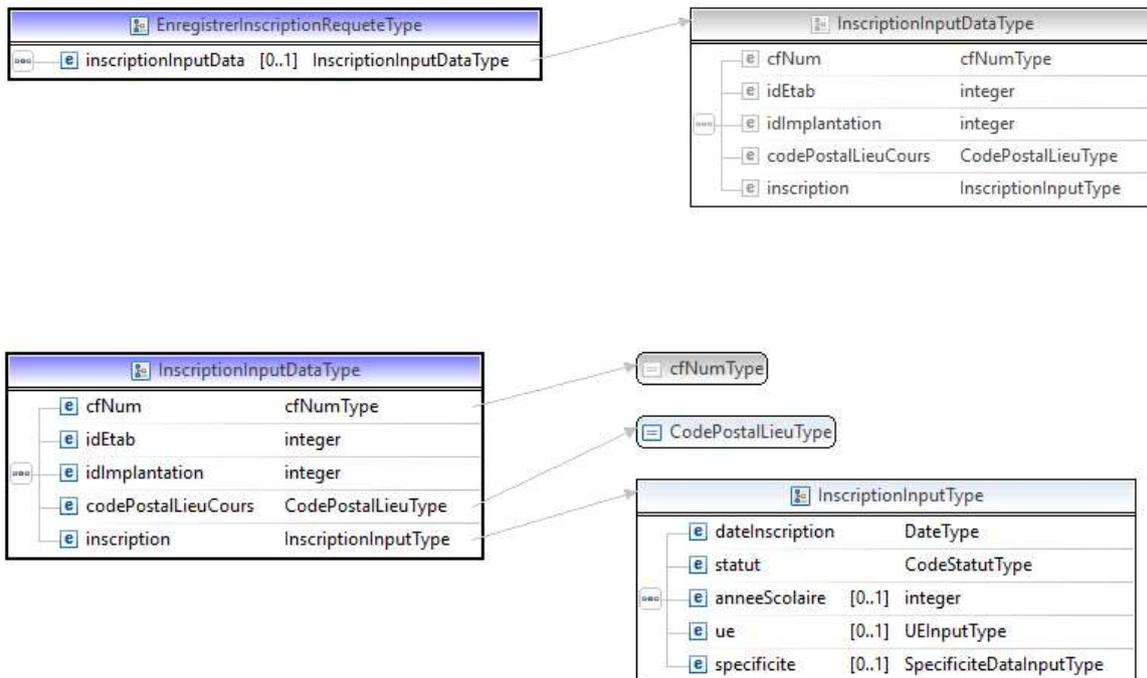 EnregistrerInscriptionRequeteType
inscriptionInputData [0..1] InscriptionInputDataType
InscriptionInputDataType
cfNum cfNumType
idEtab integer
idImplantation integer
codePostalLieuCours CodePostalLieuType
inscription InscriptionInputType
InscriptionInputDataType
cfNum cfNumType
idEtab integer
idImplantation integer
codePostalLieuCours CodePostalLieuType
inscription InscriptionInputType
cfNumType
CodePostalLieuType
InscriptionInputType
dateInscription DateType
statut CodeStatutType
anneeScolaire [0..1] integer
ue [0..1] UEInputType
specificite [0..1] SpecificiteDataInputType